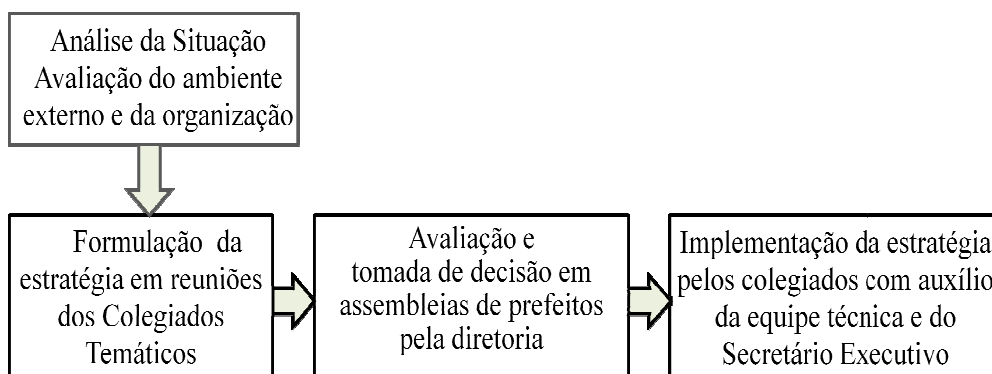 Análise da Situação
Avaliação do ambiente
externo e da organização
Formulação da
estratégia em reuniões
dos Colegiados
Temáticos
Avaliação e
tomada de decisão em
assembleias de prefeitos
pela diretoria
Implementação da estratégia
pelos colegiados com auxílio
da equipe técnica e do
Secretário Executivo